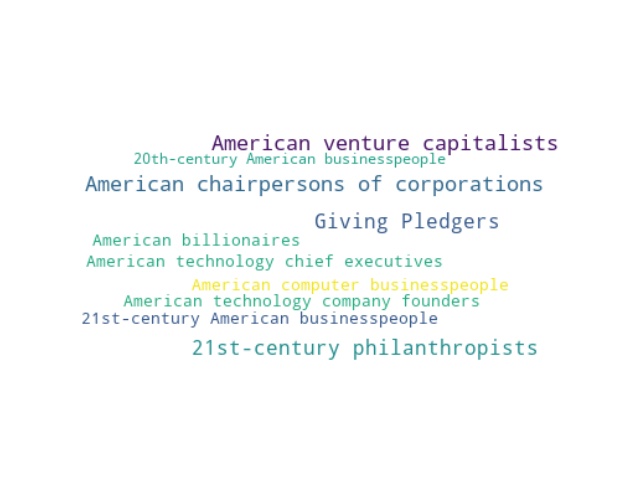 American venture capitalists
20th-century American businesspeople
American chairpersons of corporations
Giving Pledgers
American billionaires
American technology chief executives
American computer businesspeople
American technology company founders
21st-century American businesspeople
21st-century philanthropists